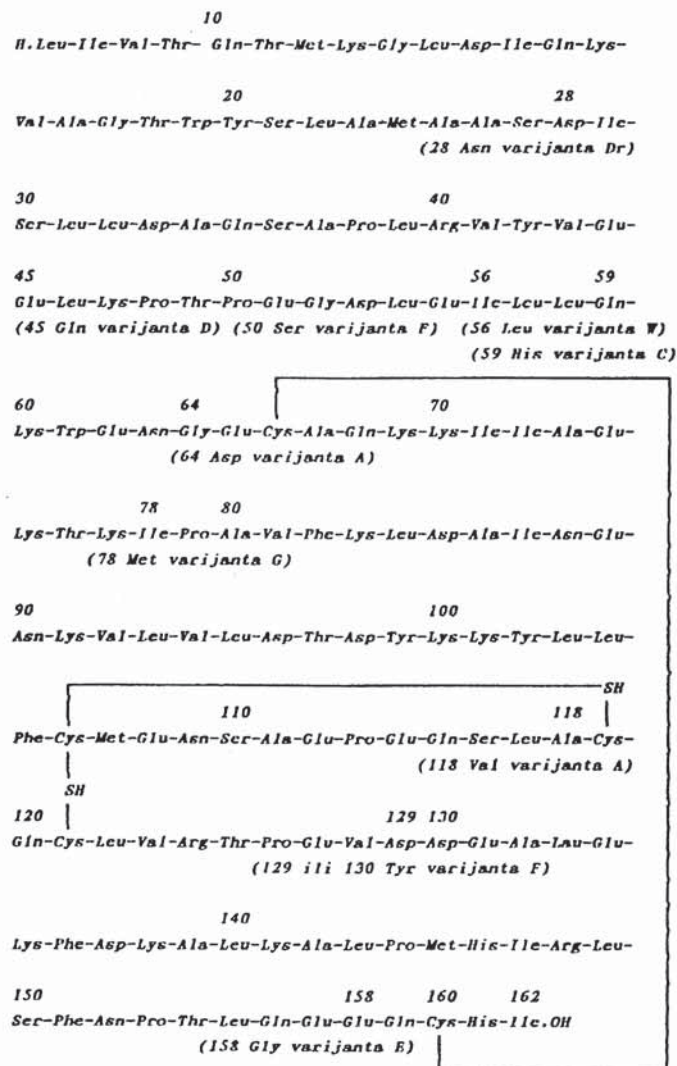 10
H.Leu-Ile-Val-Thr- Gln-Thr-Met-Lys-Gly-Leu-Asp-Ile-Gln-Lys-
20 28
Val-Ala-Gly-Thr-Trp-Tyr-Ser-Leu-Ala-Met-Ala-Ala-Ser-Asp-Ile-
(28 Asn varijanta Dr)
30 40
Ser-Leu-Leu-Asp-Ala-Gln-Ser-Ala-Pro-Leu-Arg-Val-Tyr-Val-Glu-
45 50 56 59
Glu-Leu-Lys-Pro-Thr-Pro-Glu-Gly-Asp-Leu-Glu-Ile-Leu-Leu-Gln-
(45 Gln varijanta D) (50 Ser varijanta F) (56 Leu varijanta W)
(59 His varijanta C)
60 64 70
Lys-Trp-Glu-Asn-Gly-Glu-Cys-Ala-Gln-Lys-Lys-Ile-Ile-Ala-Glu-
(64 Asp varijanta A)
78 80
Lys-Thr-Lys-Ile-Pro-Ala-Val-Phe-Lys-Leu-Asp-Ala-Ile-Asn-Glu-
(78 Met varijanta G)
90 100
Asn-Lys-Val-Leu-Val-Leu-Asp-Thr-Asp-Tyr-Lys-Lys-Tyr-Leu-Leu-
SH
110 118
Phe-Cys-Met-Glu-Asn-Ser-Ala-Glu-Pro-Glu-Gln-Ser-Leu-Ala-Cys-
(118 Val varijanta A)
SH
120 129 130
Gln-Cys-Leu-Val-Arg-Thr-Pro-Glu-Val-Asp-Asp-Glu-Ala-Lau-Glu-
(129 ili 130 Tyr varijanta F)
140
Lys-Phe-Asp-Lys-Ala-Leu-Lys-Ala-Leu-Pro-Met-His-Ile-Arg-Leu-
150 158 160 162
Ser-Phe-Asn-Pro-Thr-Leu-Gln-Glu-Glu-Gln-Cys-His-Ile.OH
(158 Gly varijanta E)